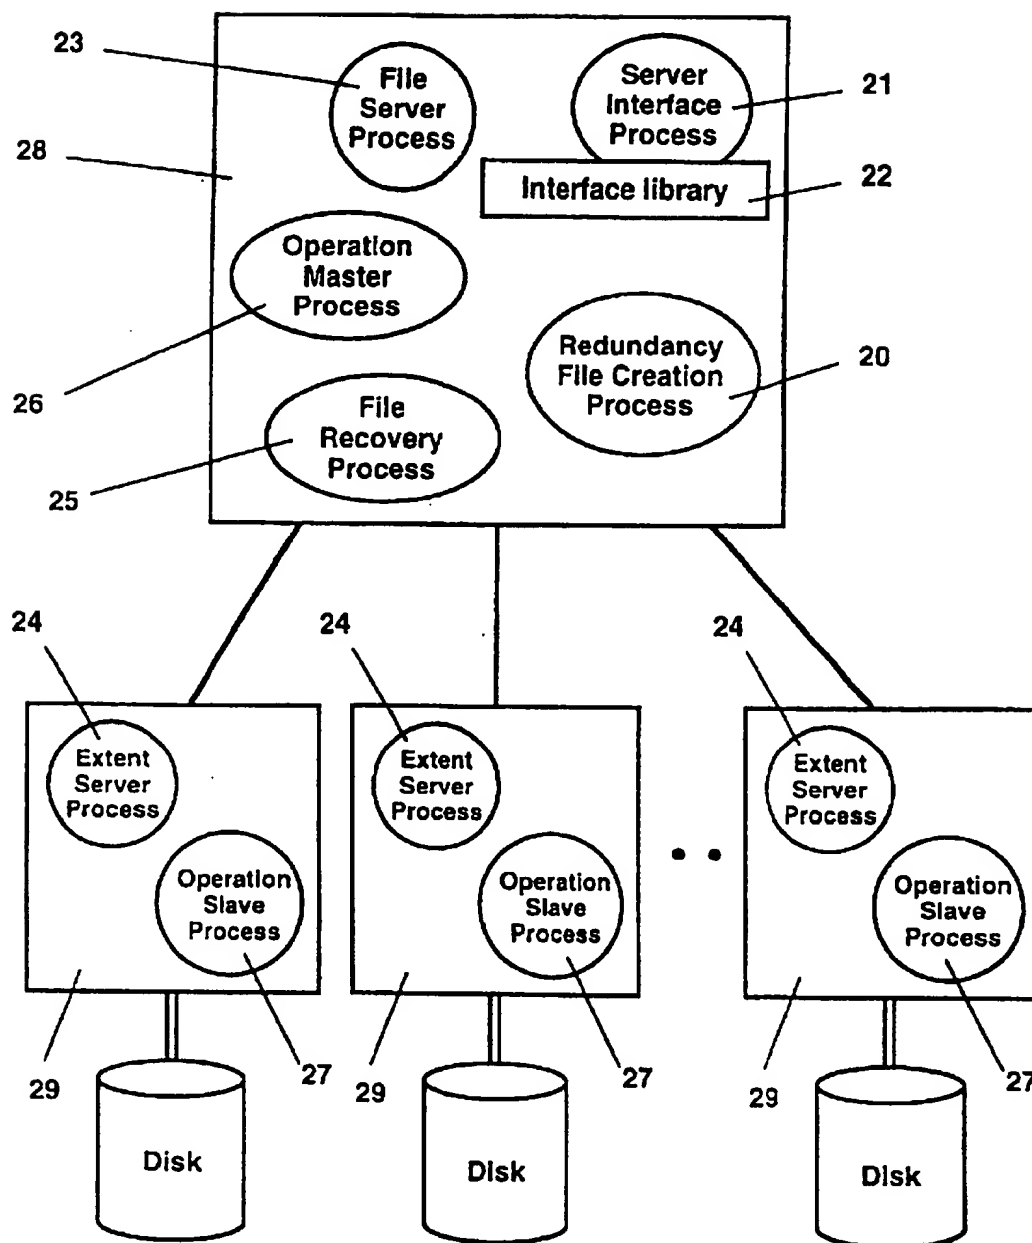 23
File
Server
Process
Server
Interface
Process
21
28
Interface library
22
Operation
Master
Process
26
Redundancy
File Creation
Process
20
File
Recovery
Process
25
24
24
24
Extent
Server
Process
Extent
Server
Process
Extent
Server
Process
Operation
Slave
Process
Operation
Slave
Process
Operation
Slave
Process
29
27
29
27
29
27
Disk
Disk
Disk